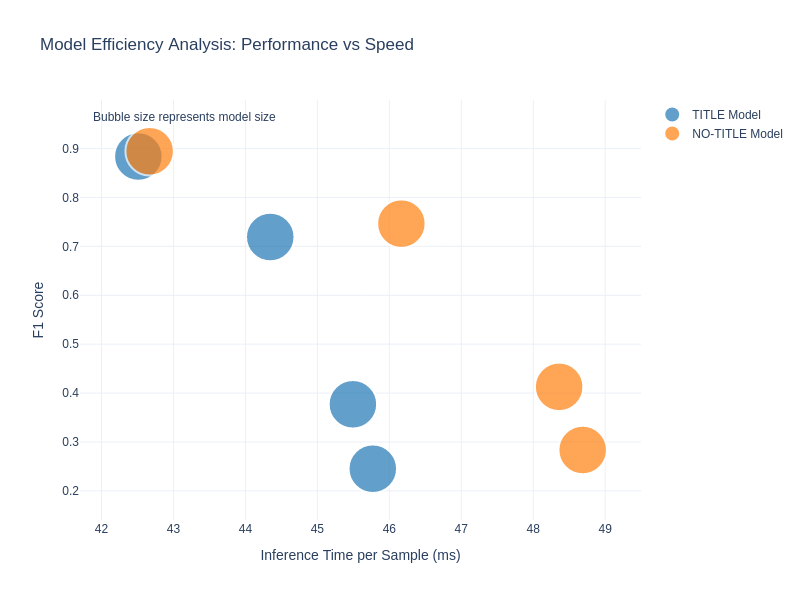 Model Efficiency Analysis: Performance vs Speed
Bubble size represents model size
TITLE Model
NO-TITLE Model
0.9
0.8
0.7
0.6
0.5
0.4
0.3
0.2
F1 Score
42
43
44
45
46
47
48
49
Inference Time per Sample (ms)